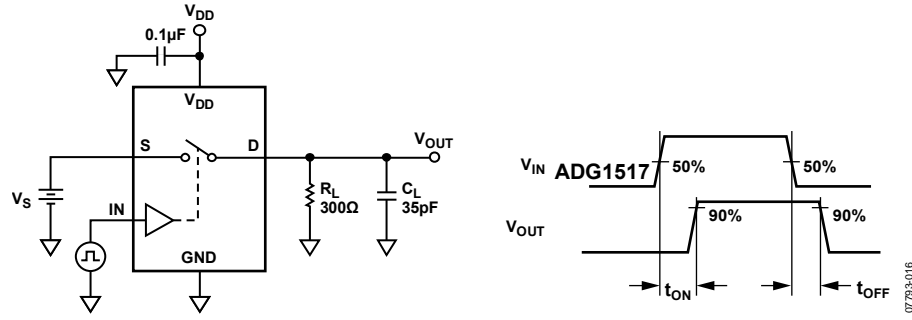 VDD
0.1µF
VDD
S
D
VOUT
VS
IN
RL
300Ω
CL
35pF
GND
VIN ADG1517
50%
50%
VOUT
90%
90%
tON
tOFF
07793-016